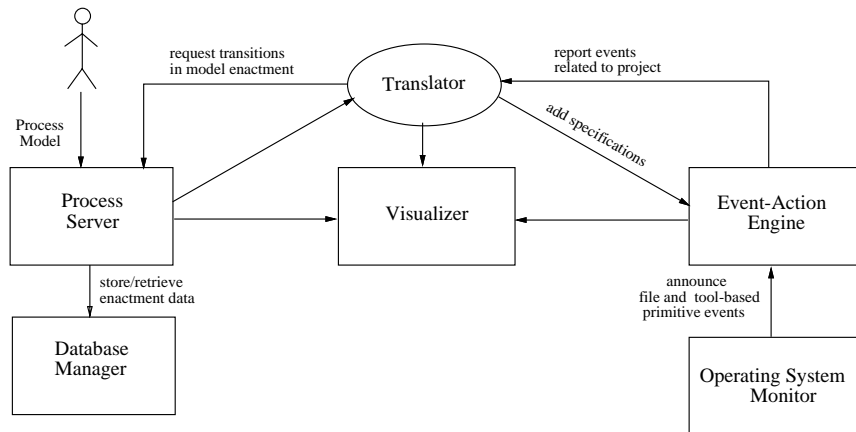 request transitions
in model enactment
report events
related to project
Translator
add specifications
Process
Model
Process
Server
Visualizer
Event-Action
Engine
store/retrieve
enactment data
announce
file and tool-based
primitive events
Database
Manager
Operating System
Monitor